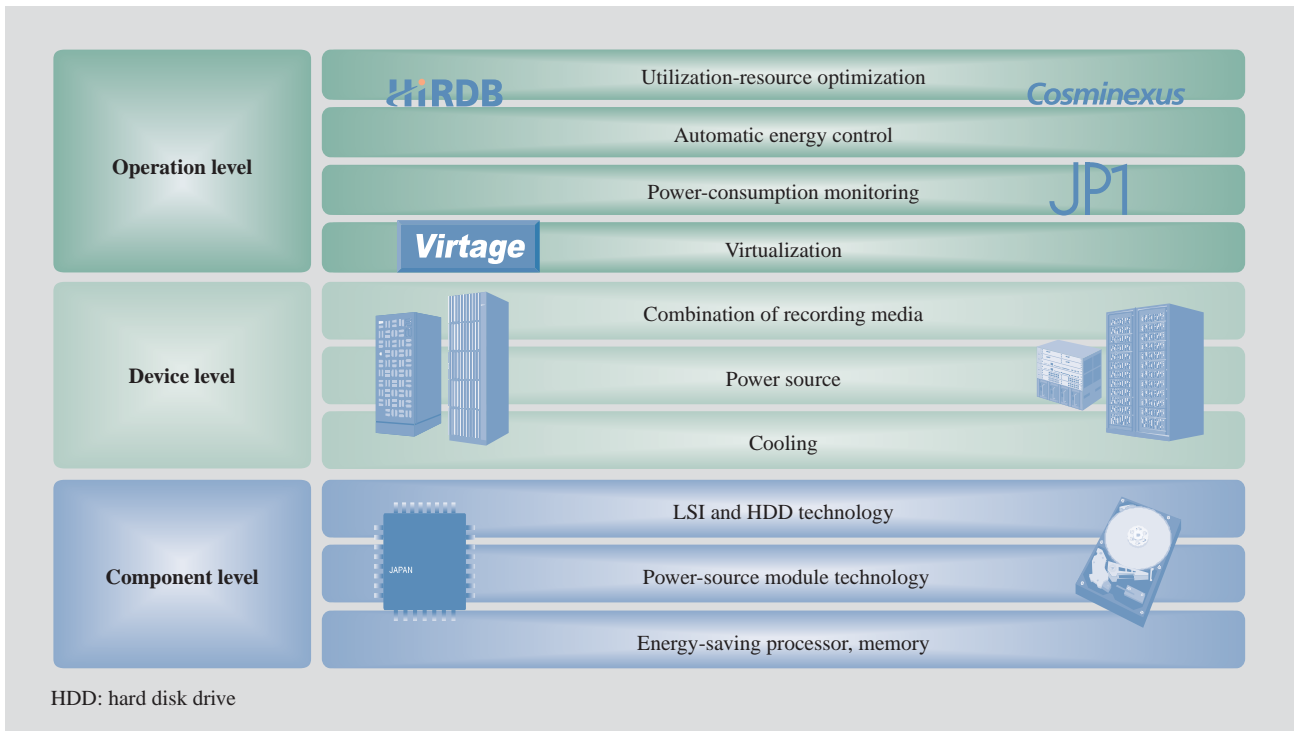 Operation level
Utilization-resource optimization
HiRDB
Cosminexus
Automatic energy control
Power-consumption monitoring
JP1
Virtage
Virtualization
Device level
Combination of recording media
Power source
Cooling
Component level
LSI and HDD technology
JAPAN
Power-source module technology
Energy-saving processor, memory
HDD: hard disk drive